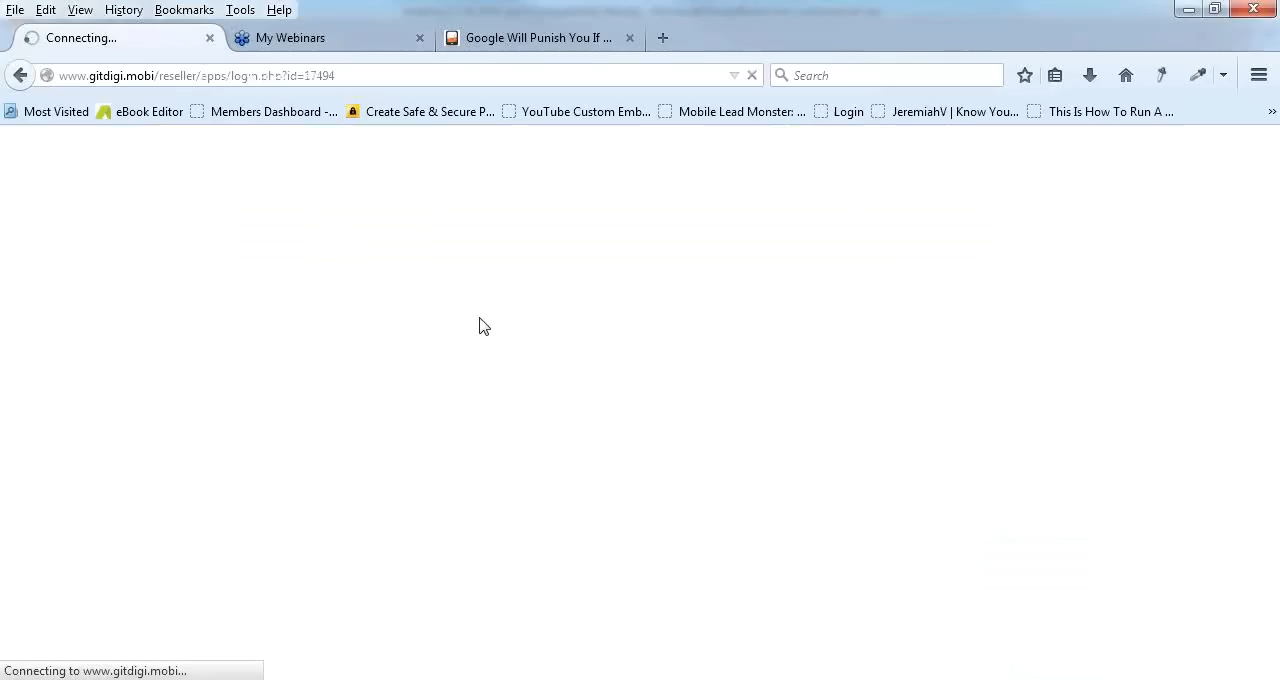 File Edit View History Bookmarks Tools Help
Connecting... My Webinars Google Will Punish You If ...
www.gitdigi.mobi/reseller/apps/login.php?id=17494 Search
Most Visited eBook Editor Members Dashboard -... Create Safe & Secure P... YouTube Custom Emb... Mobile Lead Monster: ... Login JeremiahV | Know You... This Is How To Run A ...
Connecting to www.gitdigi.mobi...